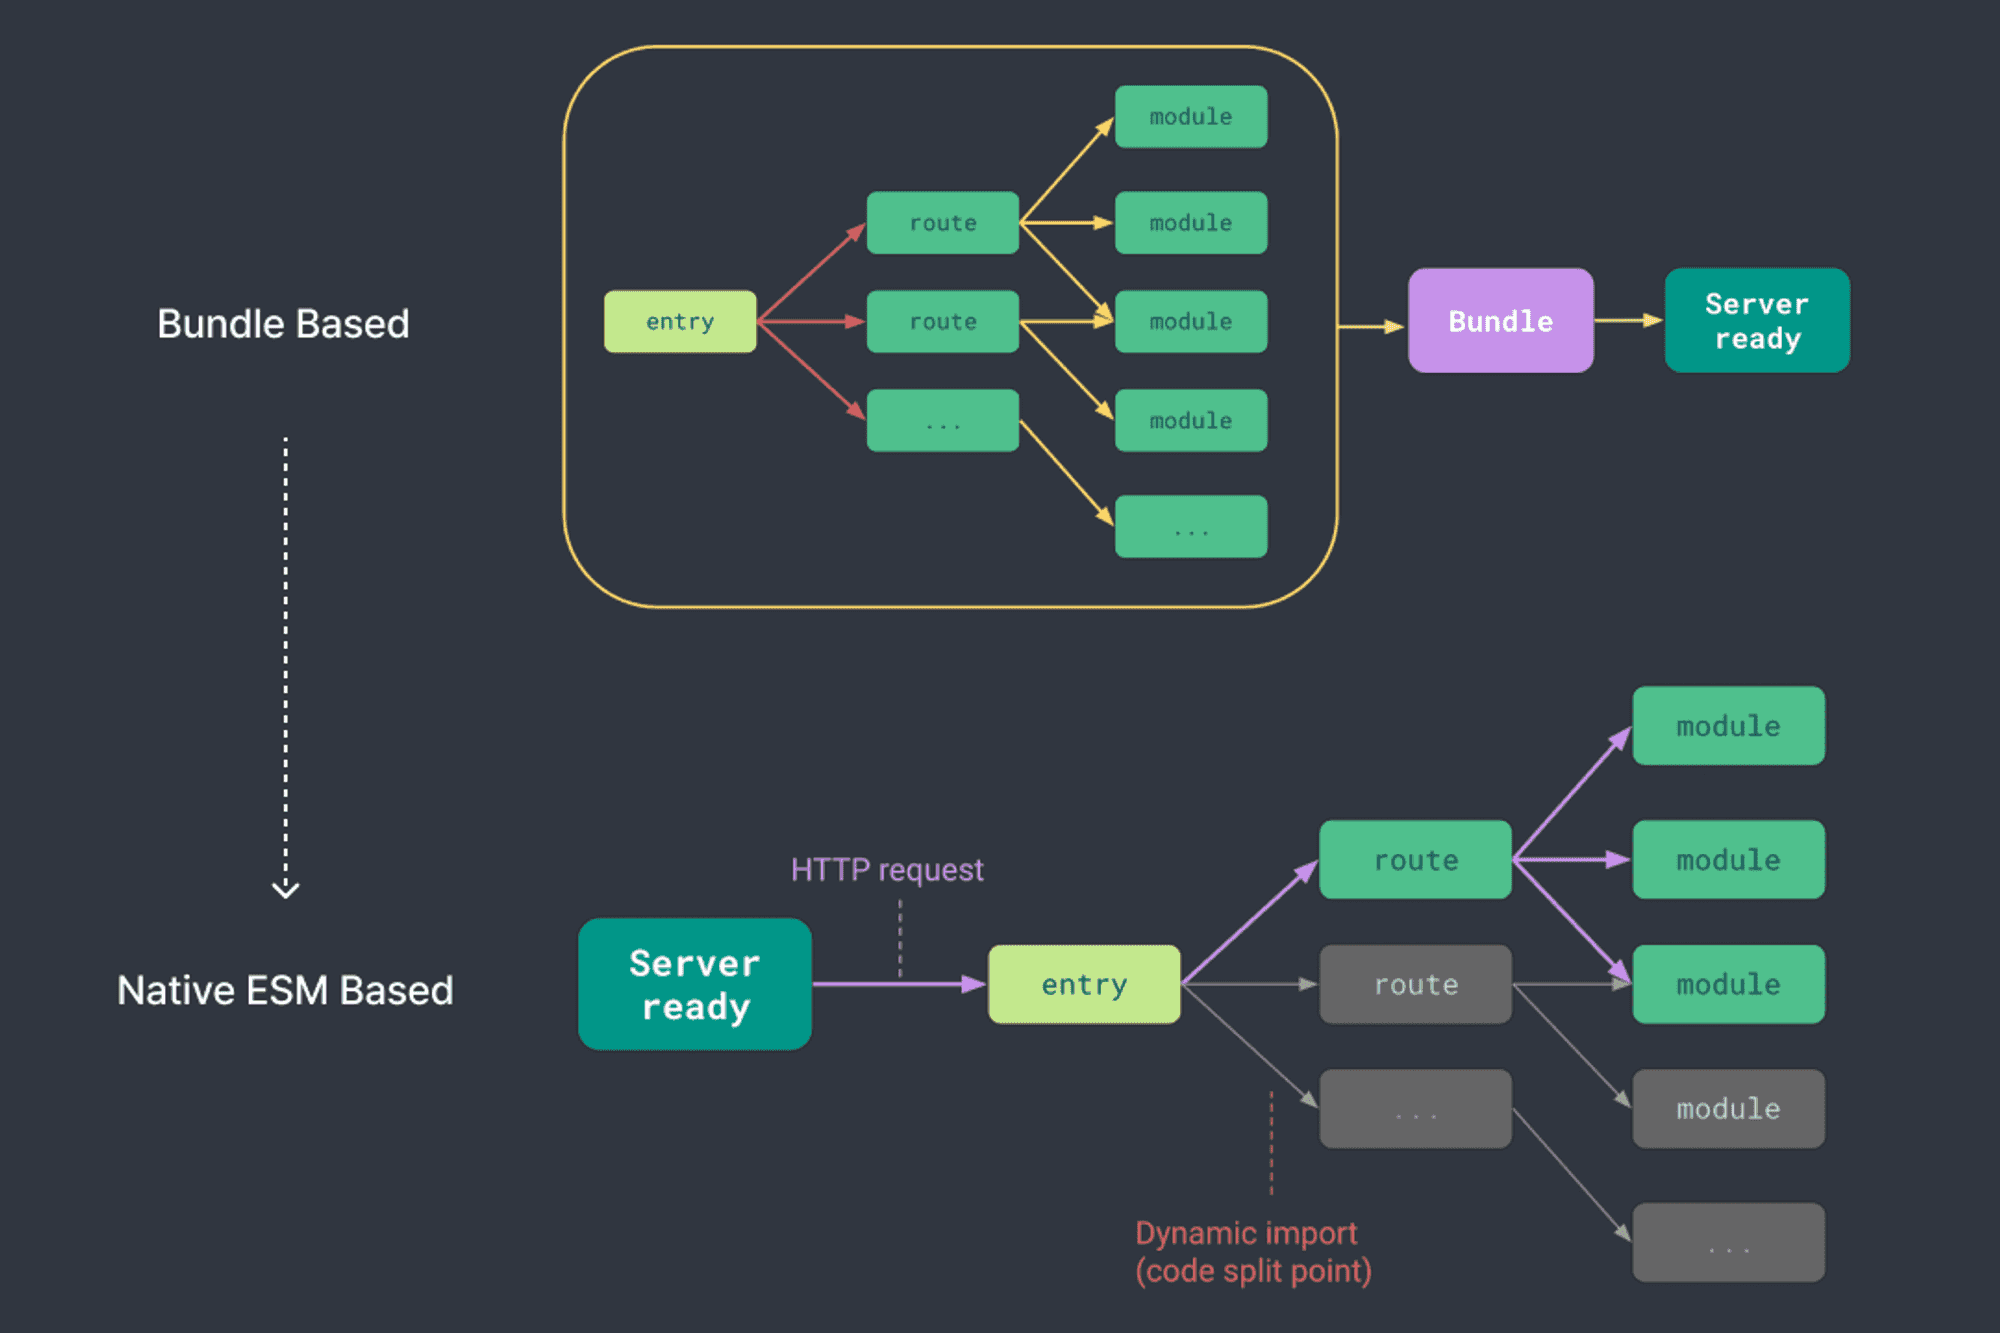 Bundle Based
entry
route
route
...
module
module
module
module
...
Bundle
Server
ready
Native ESM Based
Server
ready
HTTP request
entry
route
route
...
module
module
module
module
...
Dynamic import
(code split point)